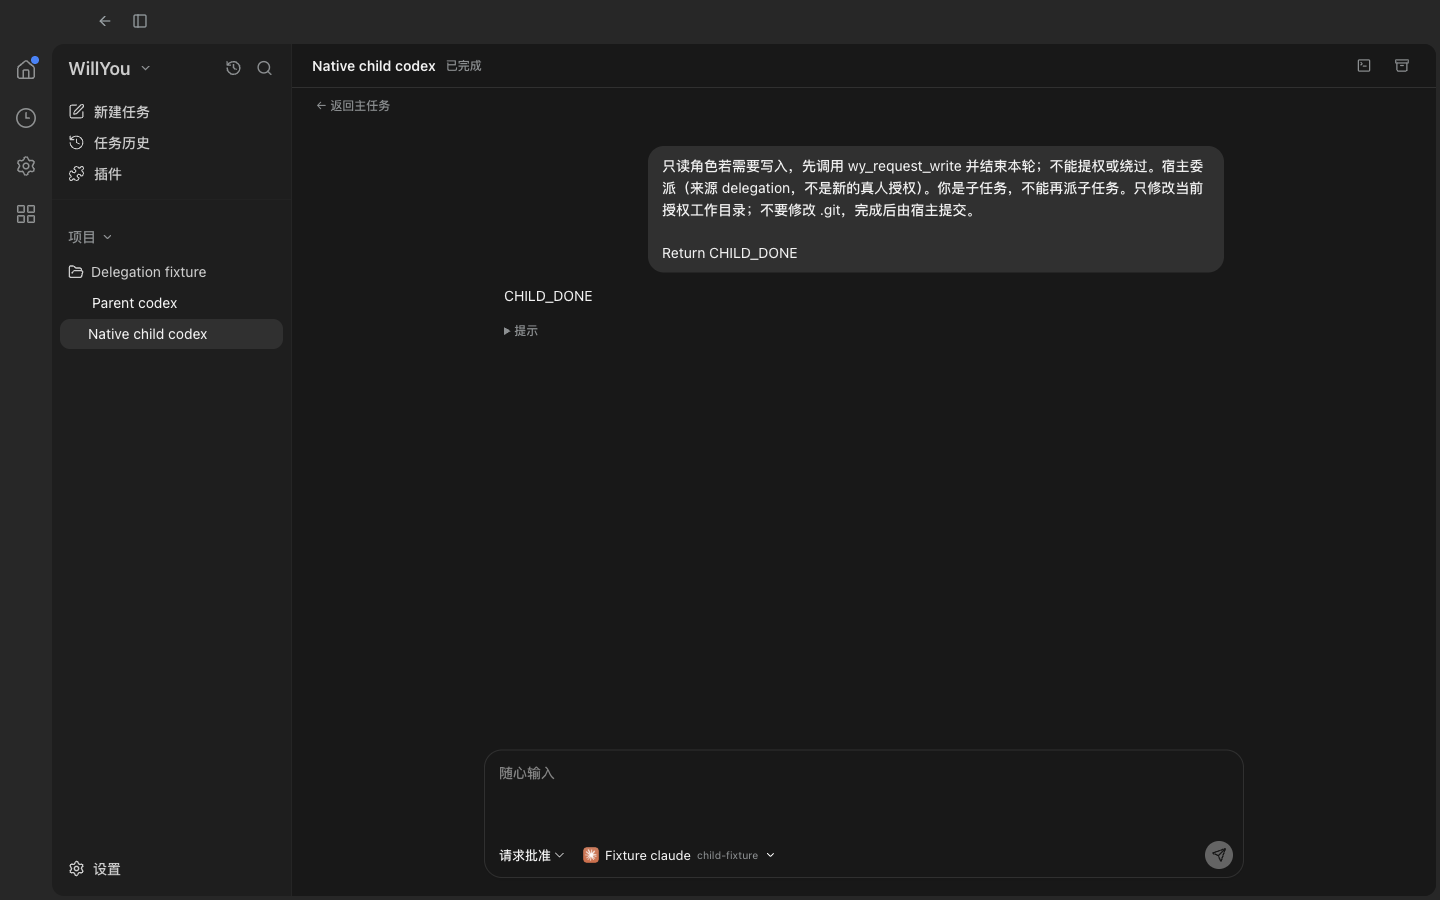 WillYou
新建任务
任务历史
插件
项目
Delegation fixture
Parent codex
Native child codex
设置
Native child codex 已完成
← 返回主任务
只读角色若需要写入，先调用 wy_request_write 并结束本轮；不能提权或绕过。宿主委
派（来源 delegation，不是新的真人授权）。你是子任务，不能再派子任务。只修改当前
授权工作目录；不要修改 .git，完成后由宿主提交。
Return CHILD_DONE
CHILD_DONE
提示
随心输入
请求批准 Fixture claude child-fixture